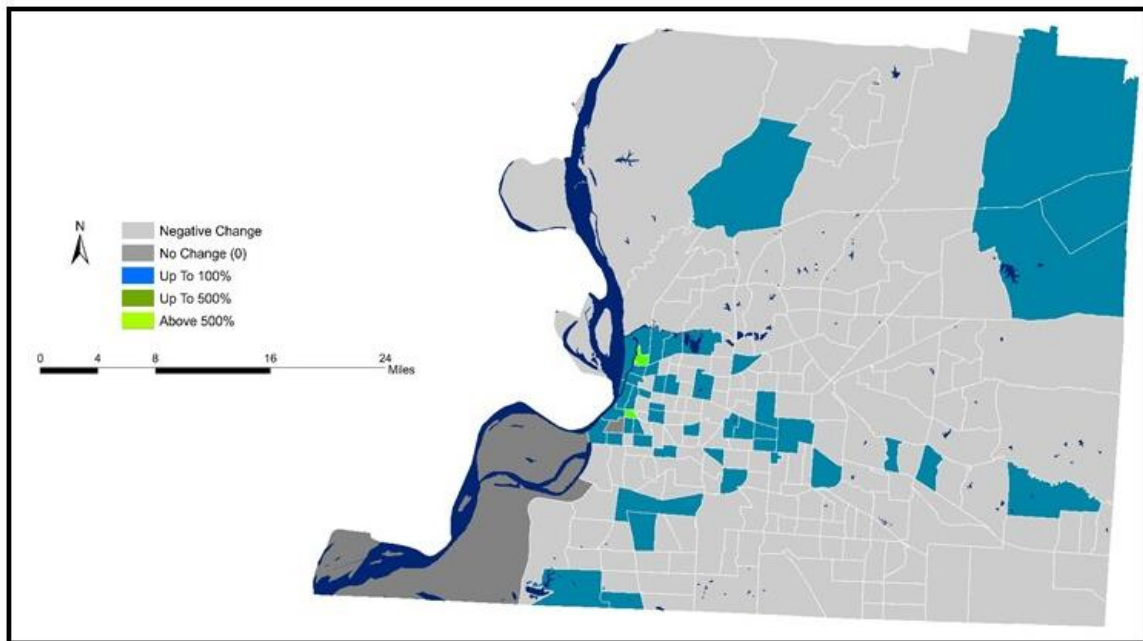 N
Negative Change
No Change (0)
Up To 100%
Up To 500%
Above 500%
0 4 8 16 24
Miles